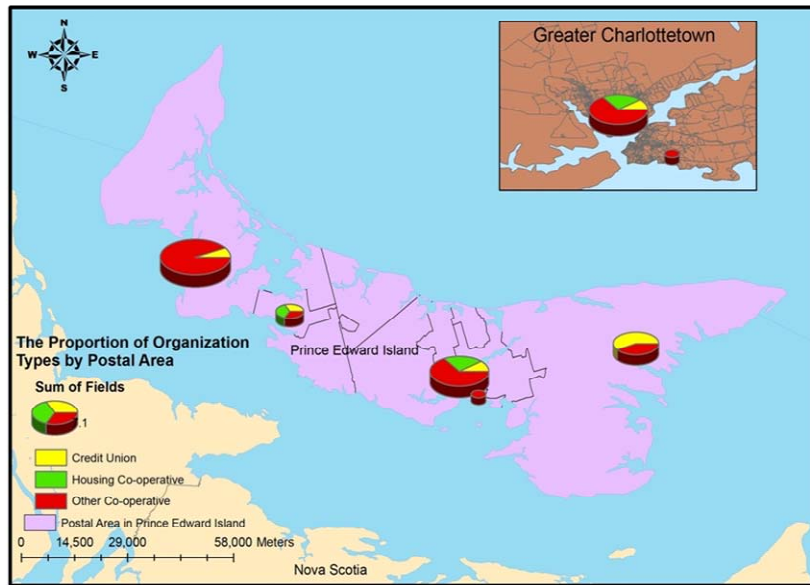 Greater Charlottetown
N
W E
S
Prince Edward Island
The Proportion of Organization
Types by Postal Area
Sum of Fields
.1
Credit Union
Housing Co-operative
Other Co-operative
Postal Area in Prince Edward Island
0 14,500 29,000 58,000 Meters
Nova Scotia